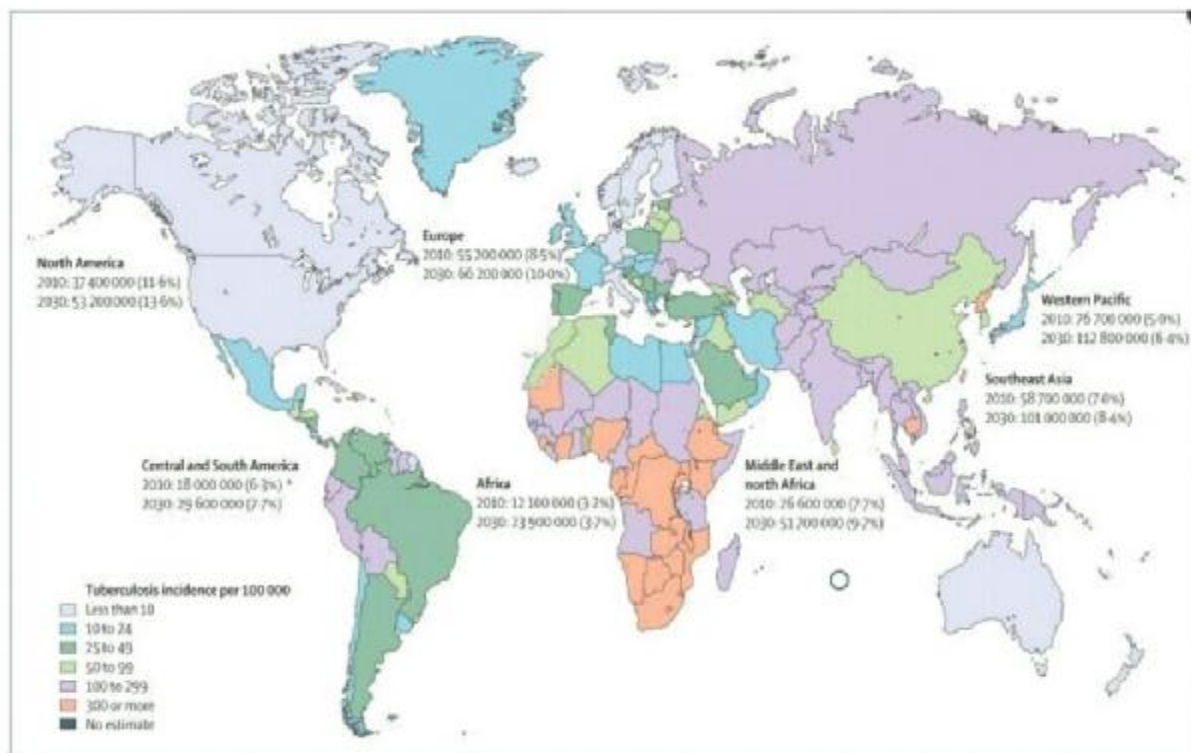 Europe
2010: 55 200 000 (8·5%)
2030: 66 200 000 (10·0%)
North America
2010: 37 400 000 (11·6%)
2030: 53 200 000 (13·6%)
Western Pacific
2010: 76 700 000 (5·0%)
2030: 112 800 000 (6·4%)
Southeast Asia
2010: 58 700 000 (7·6%)
2030: 101 000 000 (8·4%)
Central and South America
2010: 18 000 000 (6·3%)
2030: 29 600 000 (7·7%)
Africa
2010: 12 100 000 (3·2%)
2030: 23 900 000 (3·7%)
Middle East and
north Africa
2010: 26 600 000 (7·7%)
2030: 51 200 000 (9·2%)
Tuberculosis incidence per 100 000
Less than 10
10 to 24
25 to 49
50 to 99
100 to 299
300 or more
No estimate